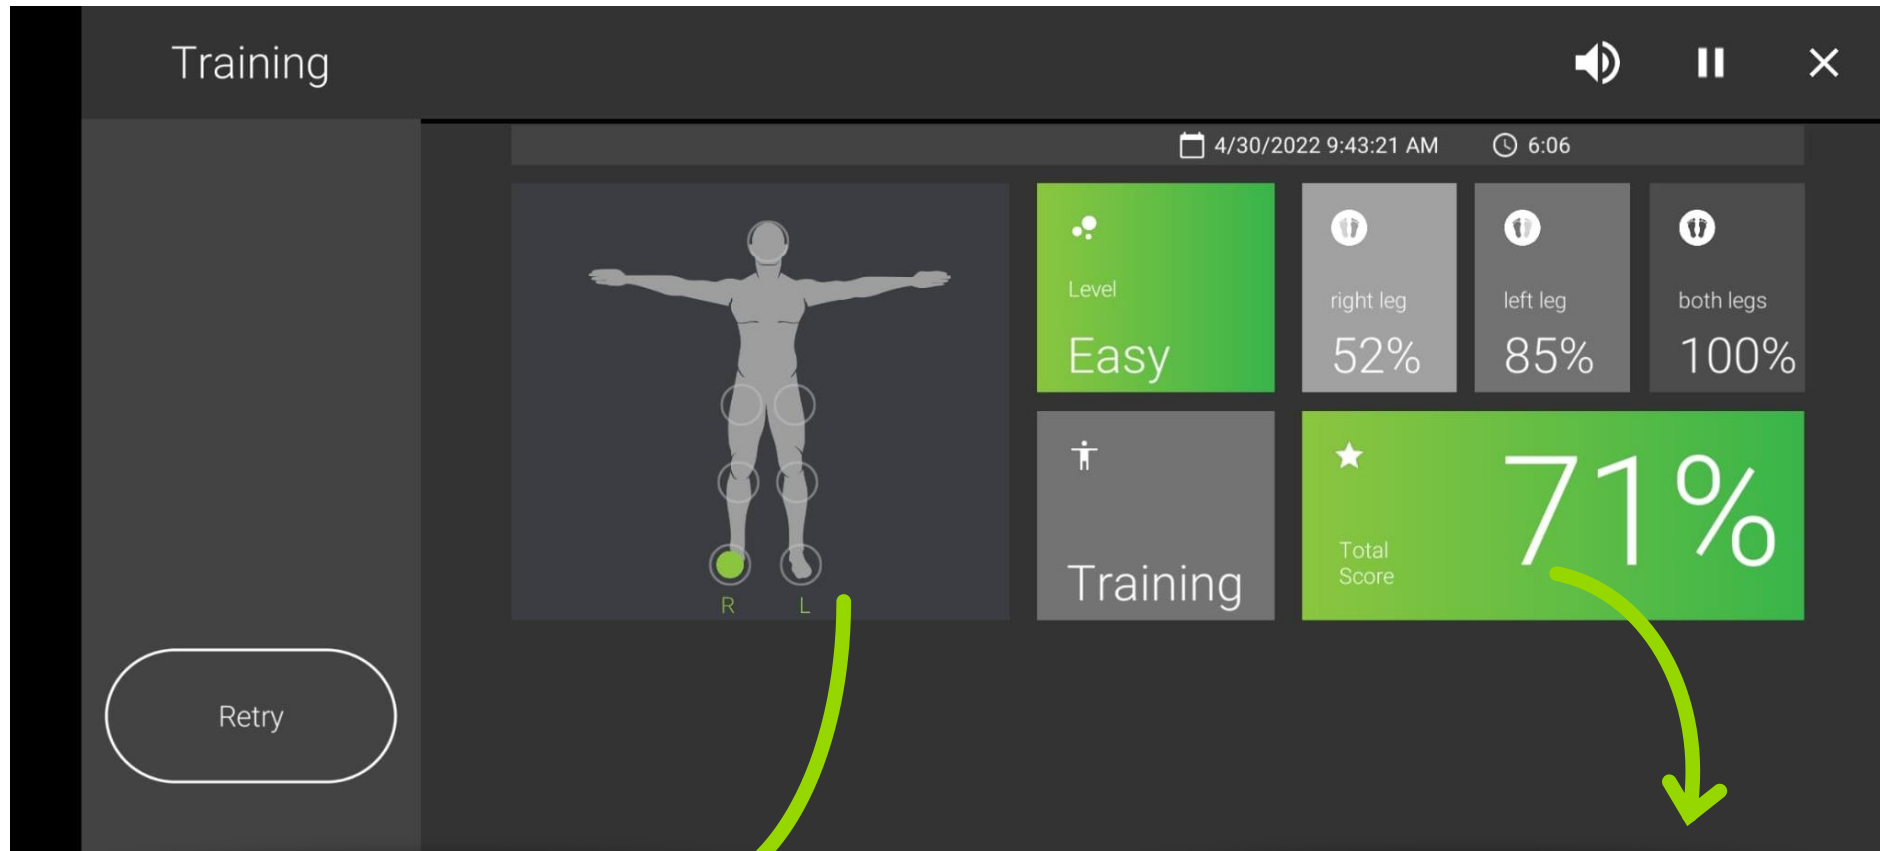 Training
4/30/2022 9:43:21 AM 6:06
Level
Easy
right leg
52%
left leg
85%
both legs
100%
R L
Training
Total
Score
71%
Retry